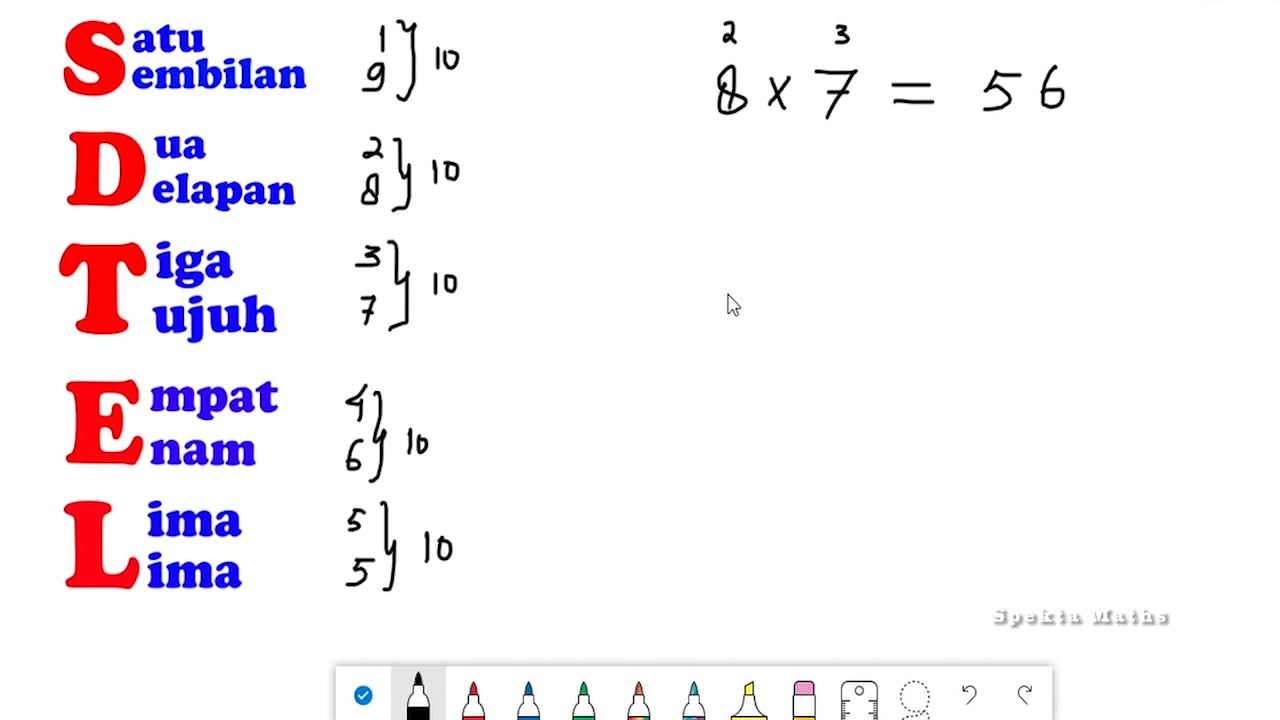 Satu
Sembilan
1
9
10
Dua
Delapan
2
8
10
Tiga
Tujuh
3
7
10
Empat
Enam
4
6
10
Lima
Lima
5
5
10
2 3
8 x 7 = 56
Spekta Maths